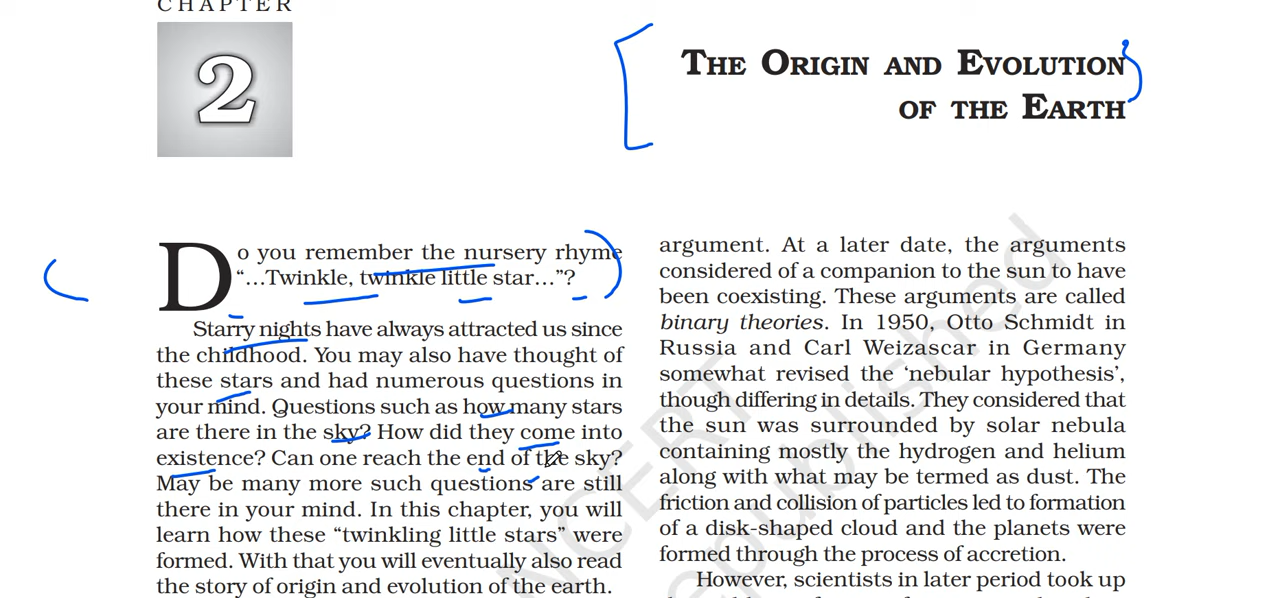 CHAPTER
2
THE ORIGIN AND EVOLUTION
OF THE EARTH
Do you remember the nursery rhyme
“...Twinkle, twinkle little star...”?
Starry nights have always attracted us since
the childhood. You may also have thought of
these stars and had numerous questions in
your mind. Questions such as how many stars
are there in the sky? How did they come into
existence? Can one reach the end of the sky?
May be many more such questions are still
there in your mind. In this chapter, you will
learn how these “twinkling little stars” were
formed. With that you will eventually also read
the story of origin and evolution of the earth.
argument. At a later date, the arguments
considered of a companion to the sun to have
been coexisting. These arguments are called
binary theories. In 1950, Otto Schmidt in
Russia and Carl Weizascar in Germany
somewhat revised the ‘nebular hypothesis’,
though differing in details. They considered that
the sun was surrounded by solar nebula
containing mostly the hydrogen and helium
along with what may be termed as dust. The
friction and collision of particles led to formation
of a disk-shaped cloud and the planets were
formed through the process of accretion.
However, scientists in later period took up
NCERT
republished